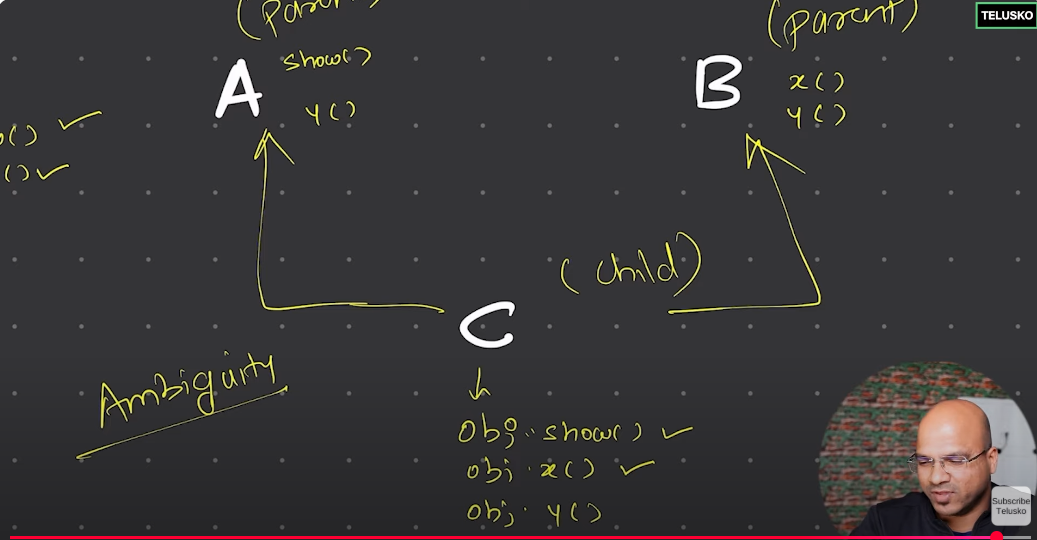 (Parent)
(Parent)
TELUSKO
A
show()
y()
B
x()
y()
() ✓
() ✓
(Child)
C
Ambiguity
obj. show() ✓
obj. x() ✓
obj. y()
Subscribe
Telusko